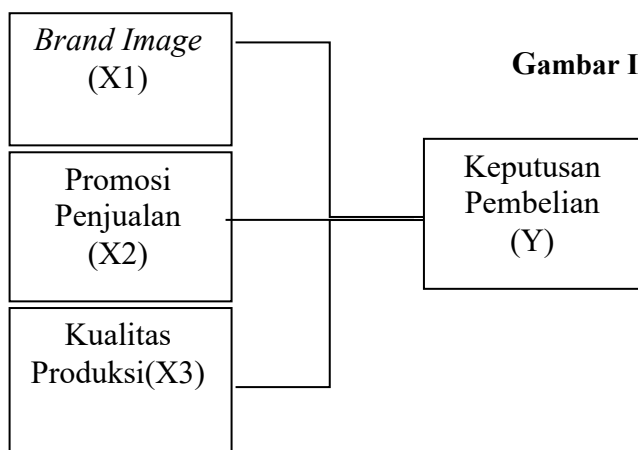 Brand Image
(X1)
Gambar I
Promosi
Penjualan
(X2)
Keputusan
Pembelian
(Y)
Kualitas
Produksi(X3)